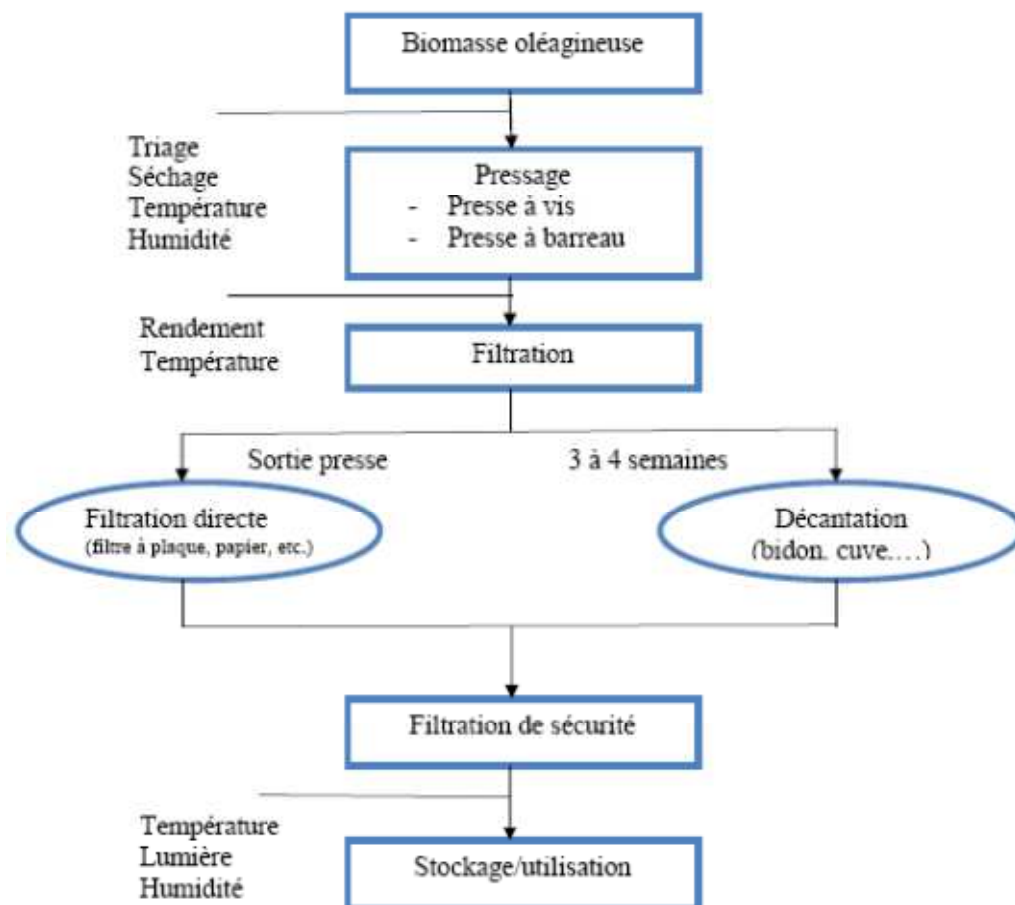 Biomasse oléagineuse
Triage
Séchage
Température
Humidité
Pressage
- Presse à vis
- Presse à barreau
Rendement
Température
Filtration
Sortie presse
3 à 4 semaines
Filtration directe
(filtre à plaque, papier, etc.)
Décantation
(bidon, cuve,…)
Filtration de sécurité
Température
Lumière
Humidité
Stockage/utilisation